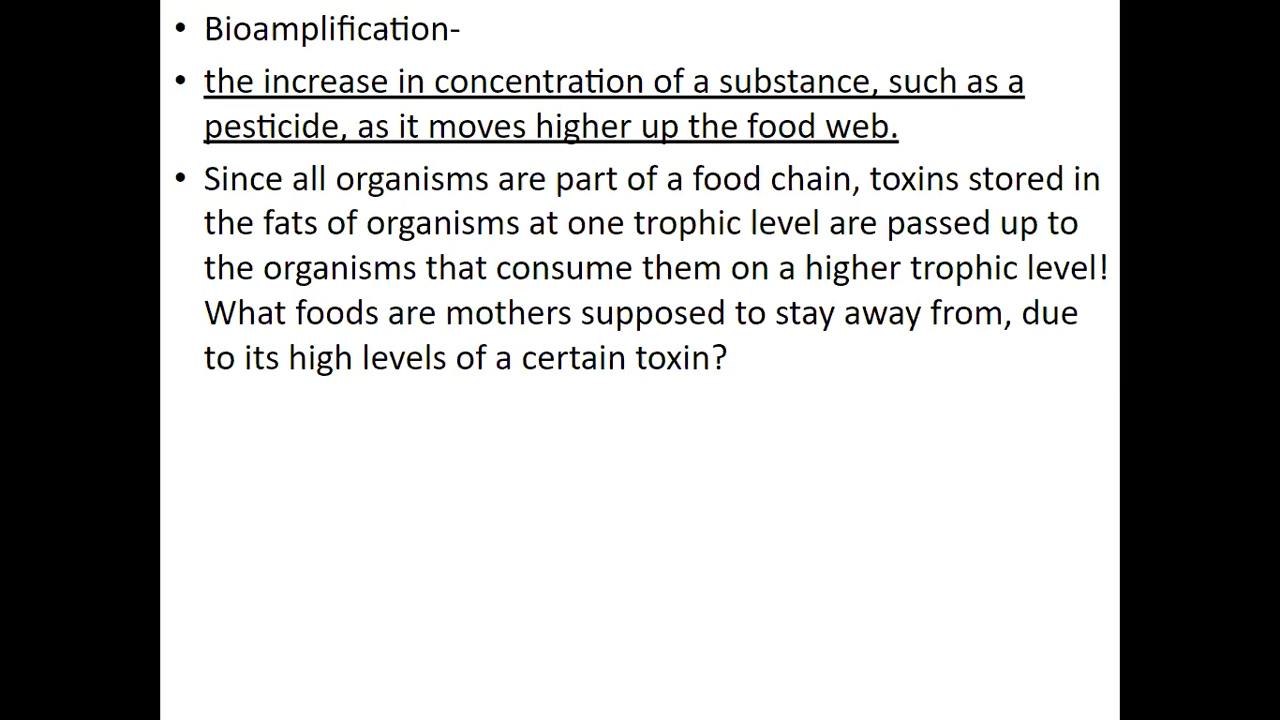 • Bioamplification-
• the increase in concentration of a substance, such as a
pesticide, as it moves higher up the food web.
• Since all organisms are part of a food chain, toxins stored in
the fats of organisms at one trophic level are passed up to
the organisms that consume them on a higher trophic level!
What foods are mothers supposed to stay away from, due
to its high levels of a certain toxin?